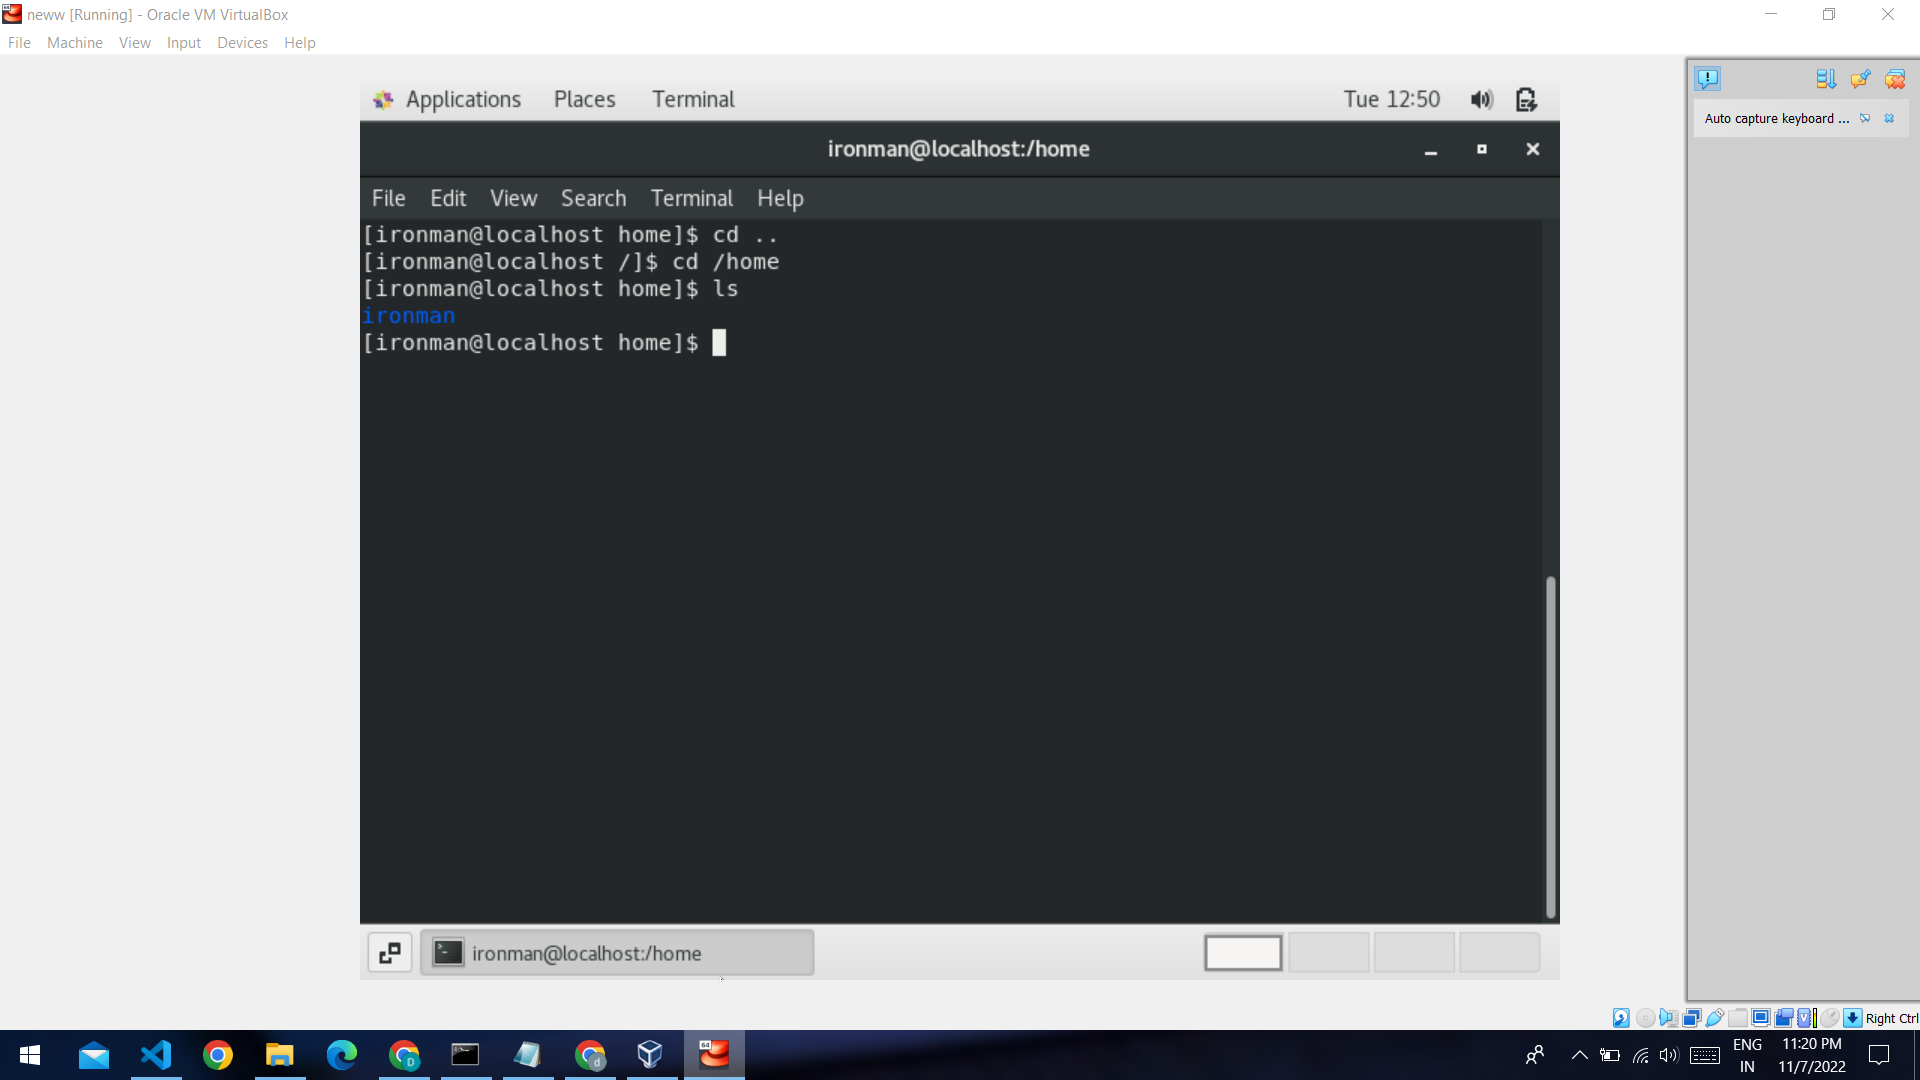 neww [Running] - Oracle VM VirtualBox
File Machine View Input Devices Help
Auto capture keyboard ...
Applications Places Terminal Tue 12:50
ironman@localhost:/home
File Edit View Search Terminal Help
[ironman@localhost home]$ cd ..
[ironman@localhost /]$ cd /home
[ironman@localhost home]$ ls
ironman
[ironman@localhost home]$
ironman@localhost:/home
Right Ctrl
ENG
IN
11:20 PM
11/7/2022